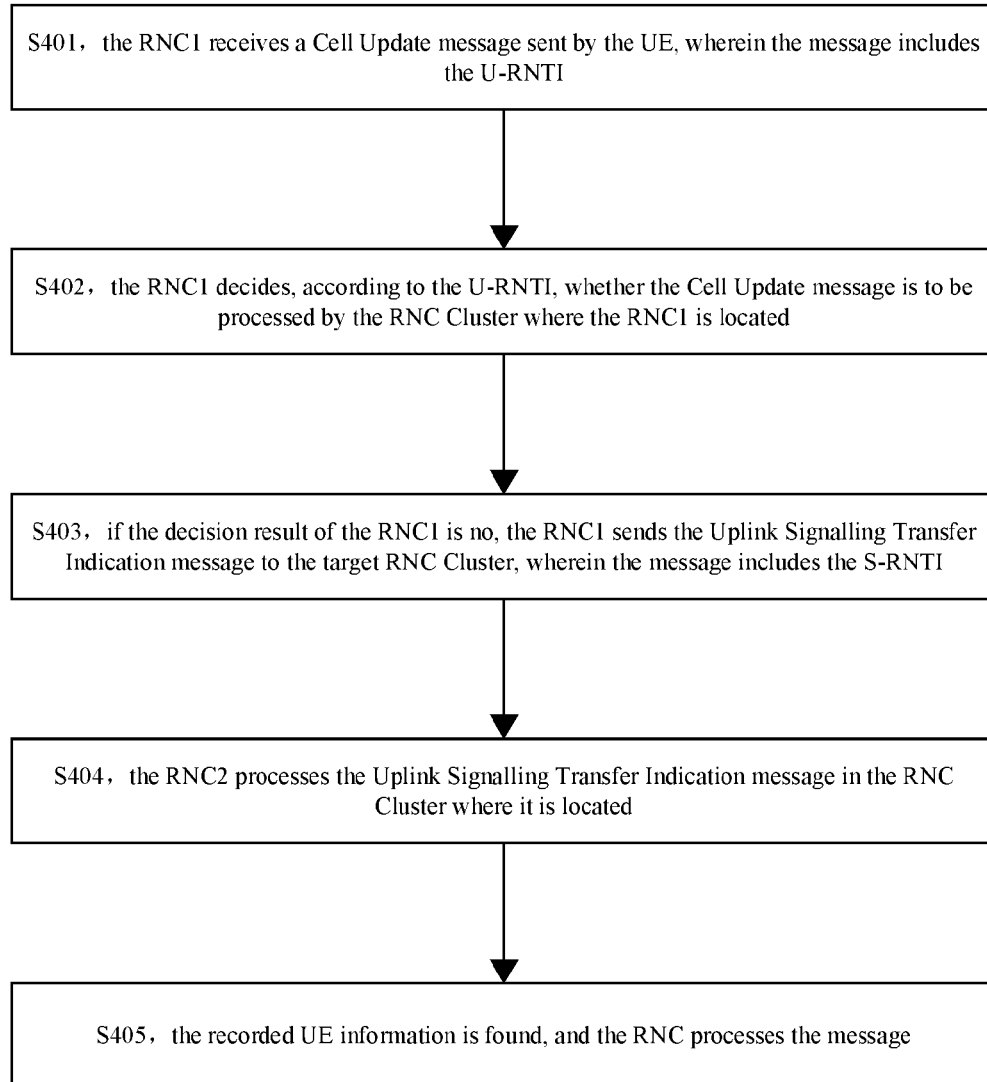 S401，the RNC1 receives a Cell Update message sent by the UE, wherein the message includes
the U-RNTI
S402，the RNC1 decides, according to the U-RNTI, whether the Cell Update message is to be
processed by the RNC Cluster where the RNC1 is located
S403，if the decision result of the RNC1 is no, the RNC1 sends the Uplink Signalling Transfer
Indication message to the target RNC Cluster, wherein the message includes the S-RNTI
S404，the RNC2 processes the Uplink Signalling Transfer Indication message in the RNC
Cluster where it is located
S405，the recorded UE information is found, and the RNC processes the message